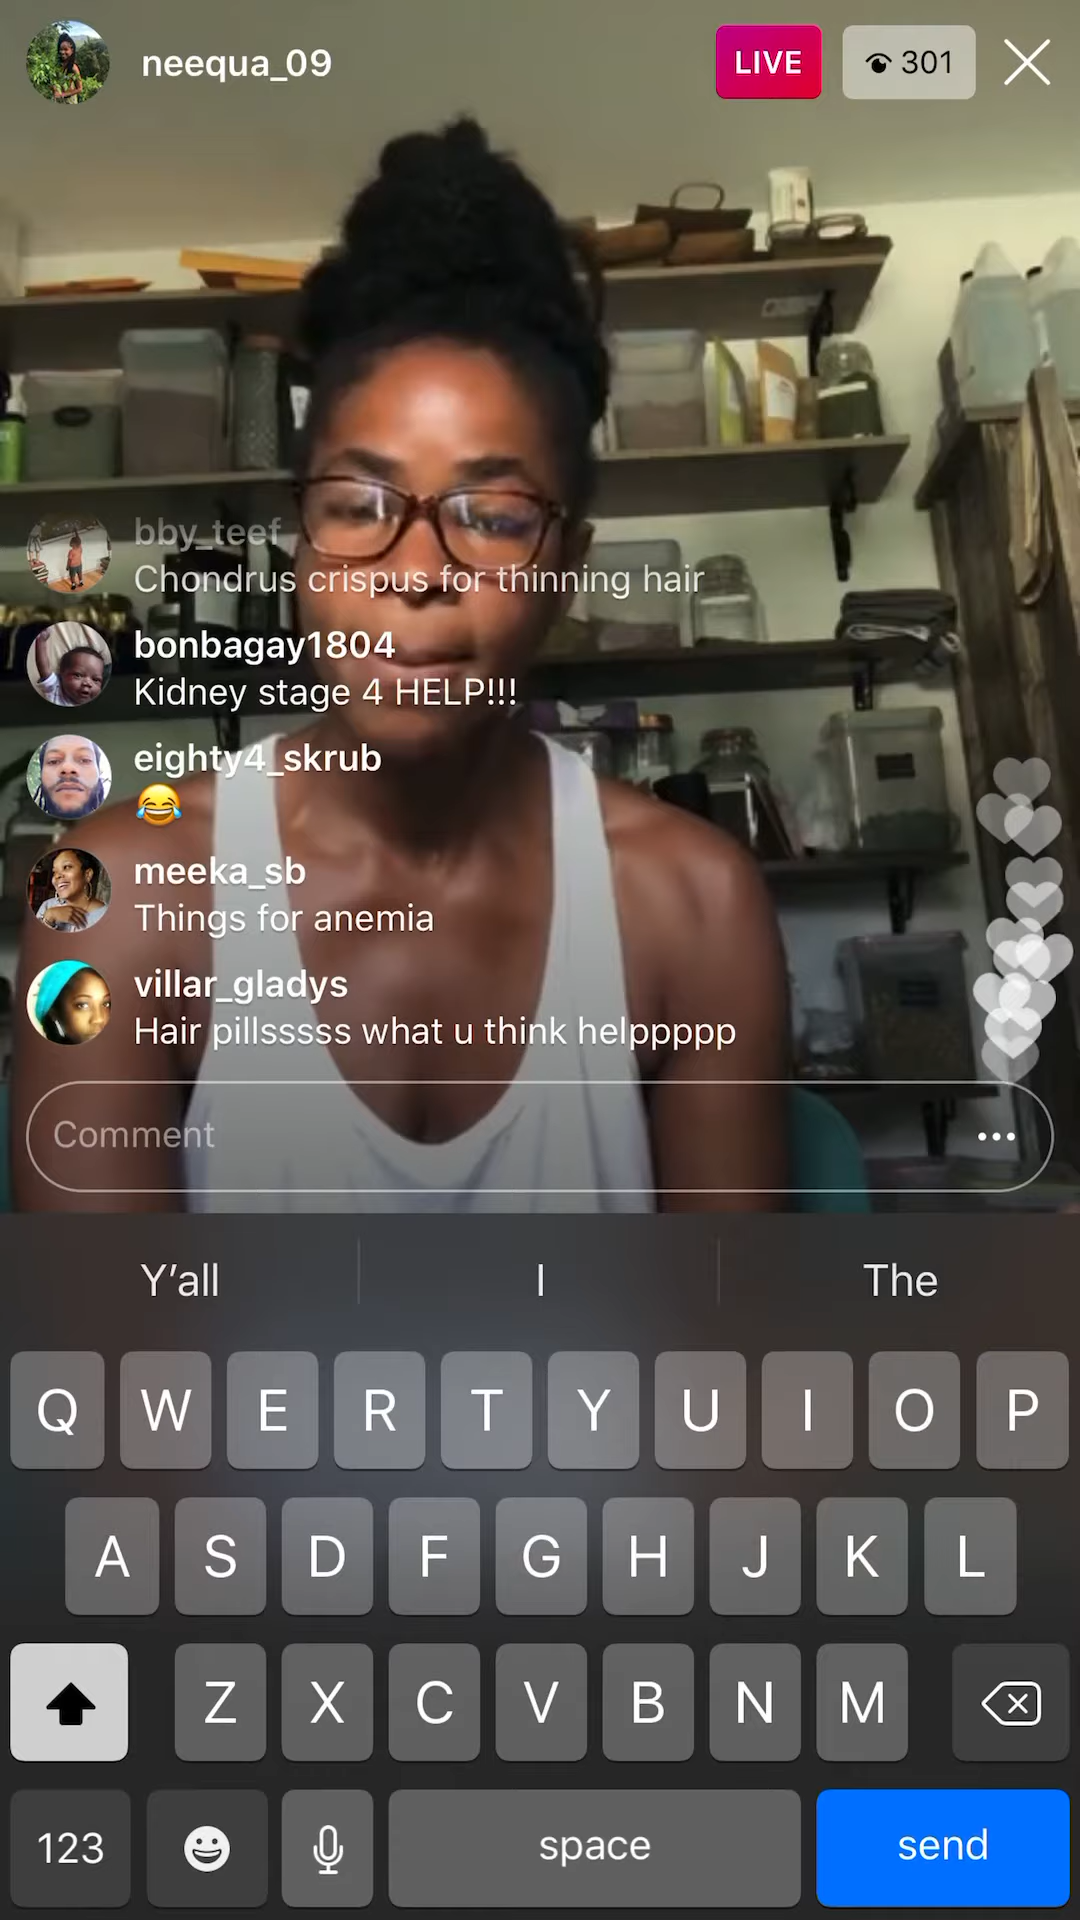 neequa_09
LIVE
301
bby_teef
Chondrus crispus for thinning hair
bonbagay1804
Kidney stage 4 HELP!!!
eighty4_skrub
😂
meeka_sb
Things for anemia
villar_gladys
Hair pillsssss what u think helppppp
Comment
Y'all
I
The
Q W E R T Y U I O P
A S D F G H J K L
Z X C V B N M
123
space
send